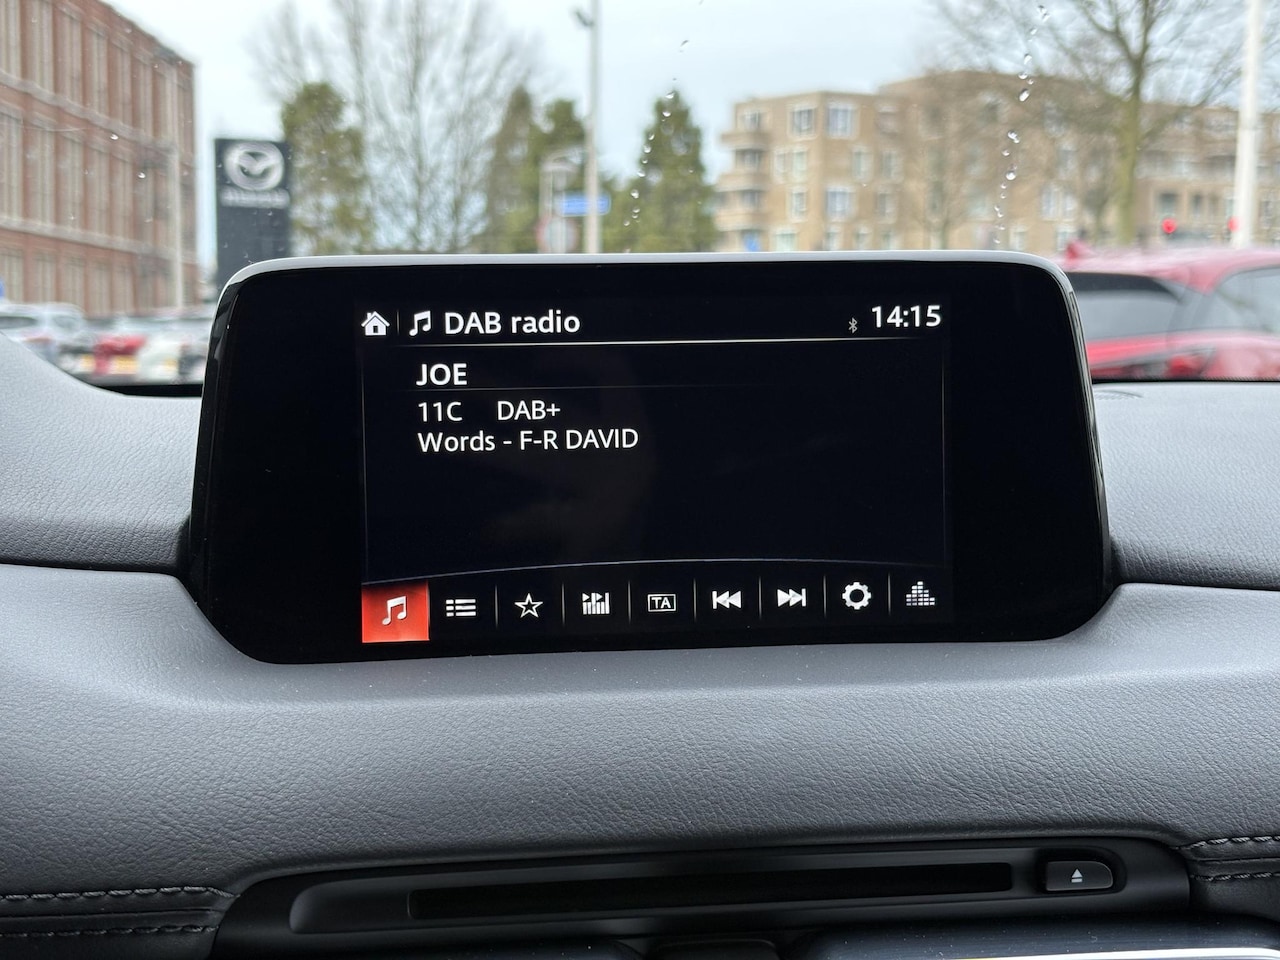 DAB radio 14:15
JOE
11C DAB+
Words - F-R DAVID
TA